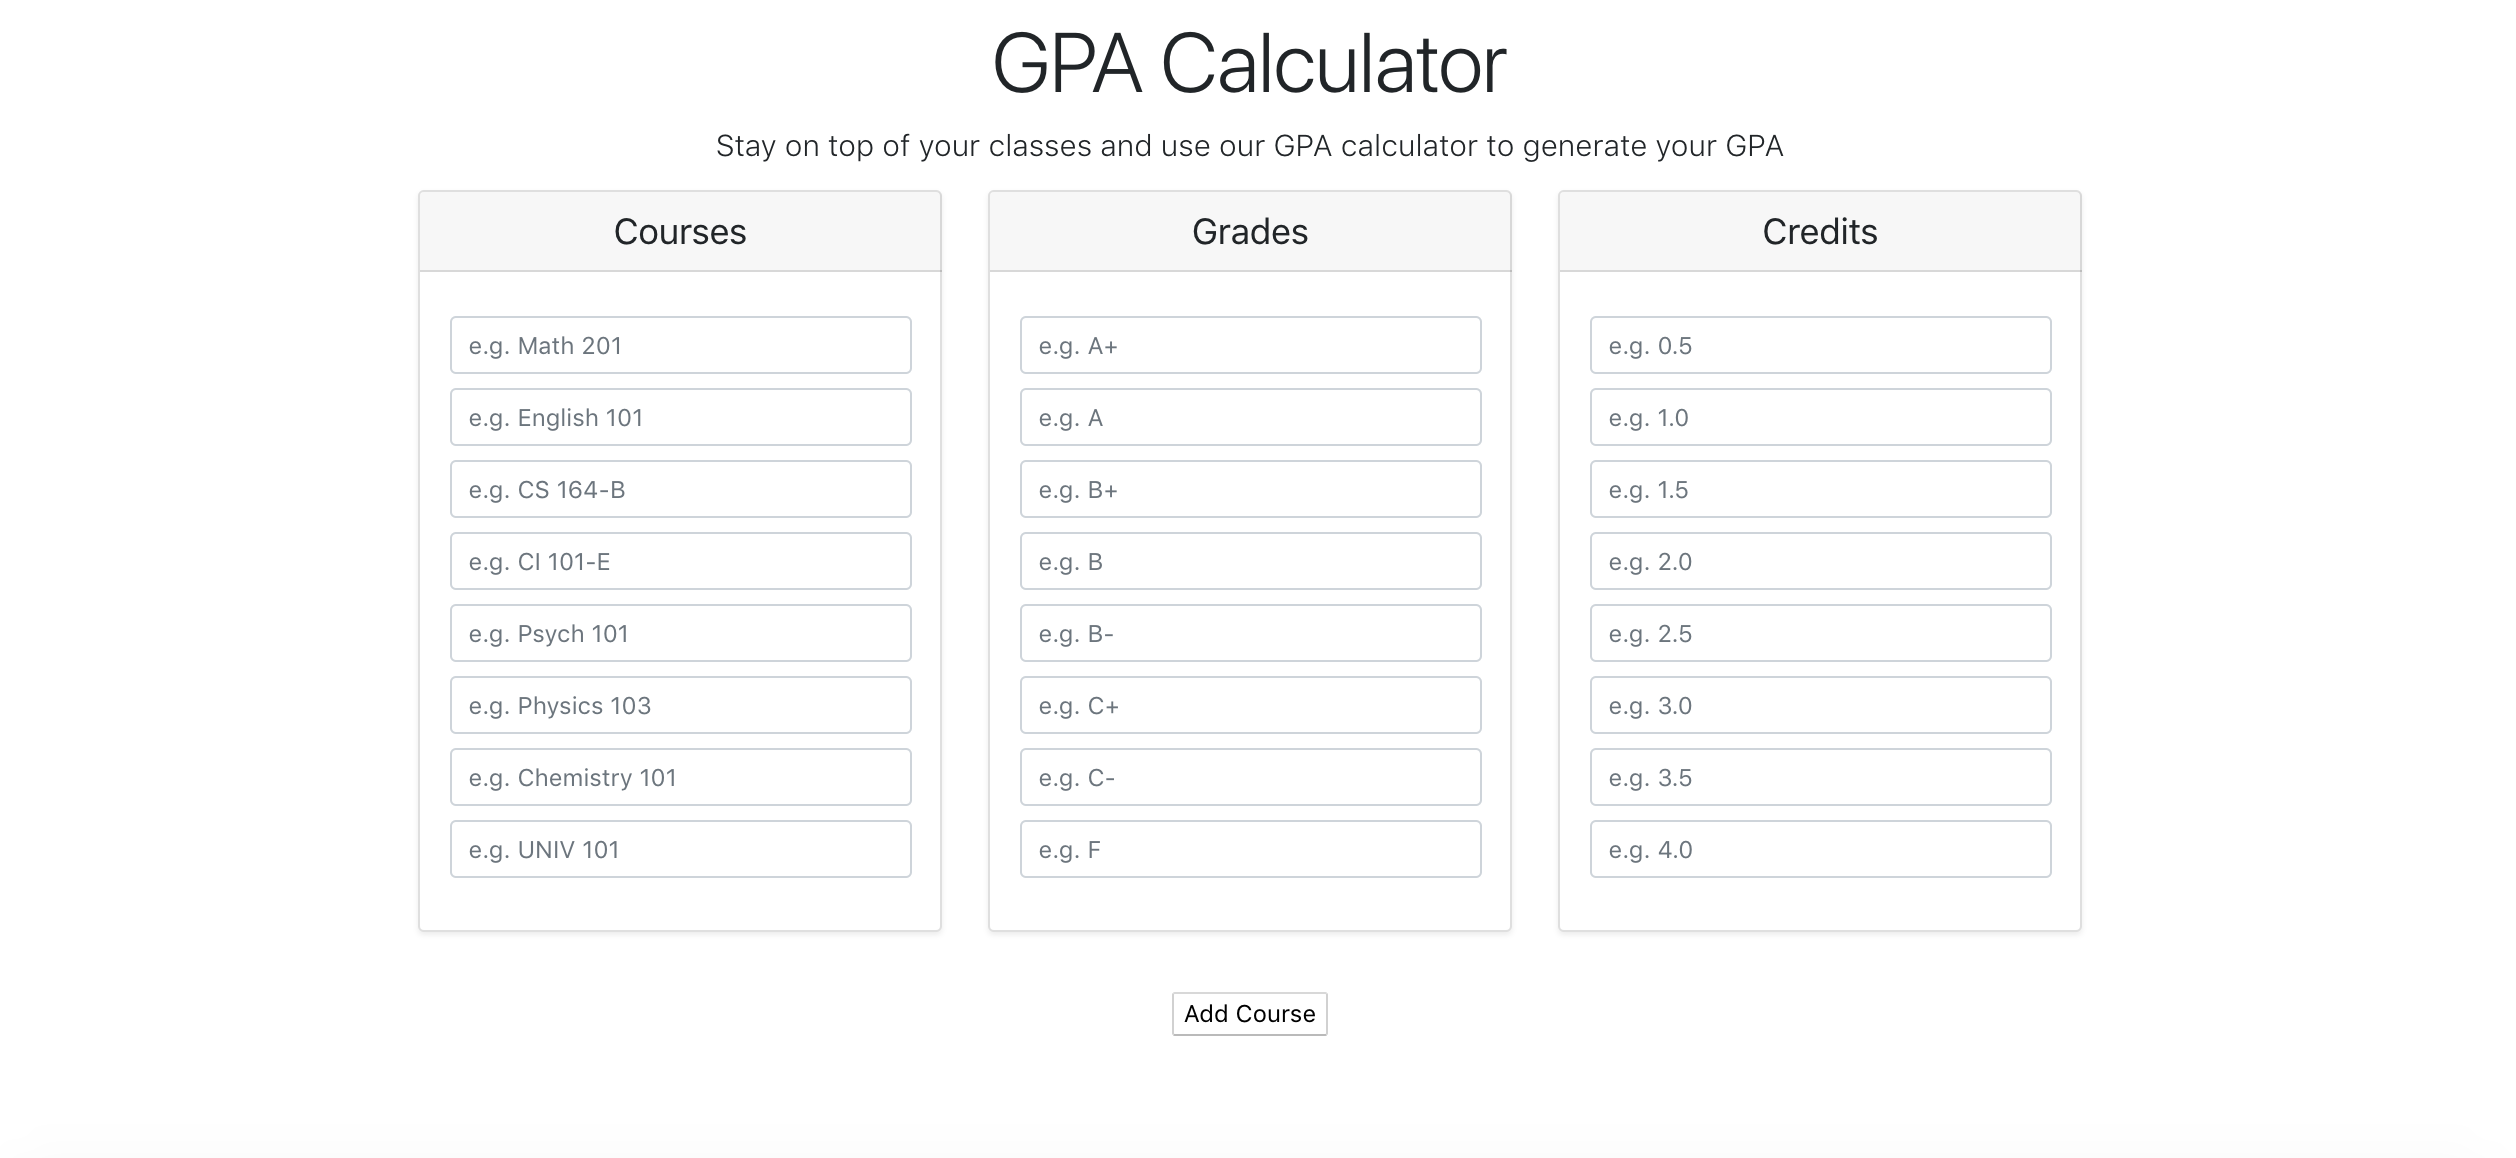 GPA Calculator
Stay on top of your classes and use our GPA calculator to generate your GPA
Courses
e.g. Math 201
e.g. English 101
e.g. CS 164-B
e.g. CI 101-E
e.g. Psych 101
e.g. Physics 103
e.g. Chemistry 101
e.g. UNIV 101
Grades
e.g. A+
e.g. A
e.g. B+
e.g. B
e.g. B-
e.g. C+
e.g. C-
e.g. F
Credits
e.g. 0.5
e.g. 1.0
e.g. 1.5
e.g. 2.0
e.g. 2.5
e.g. 3.0
e.g. 3.5
e.g. 4.0
Add Course